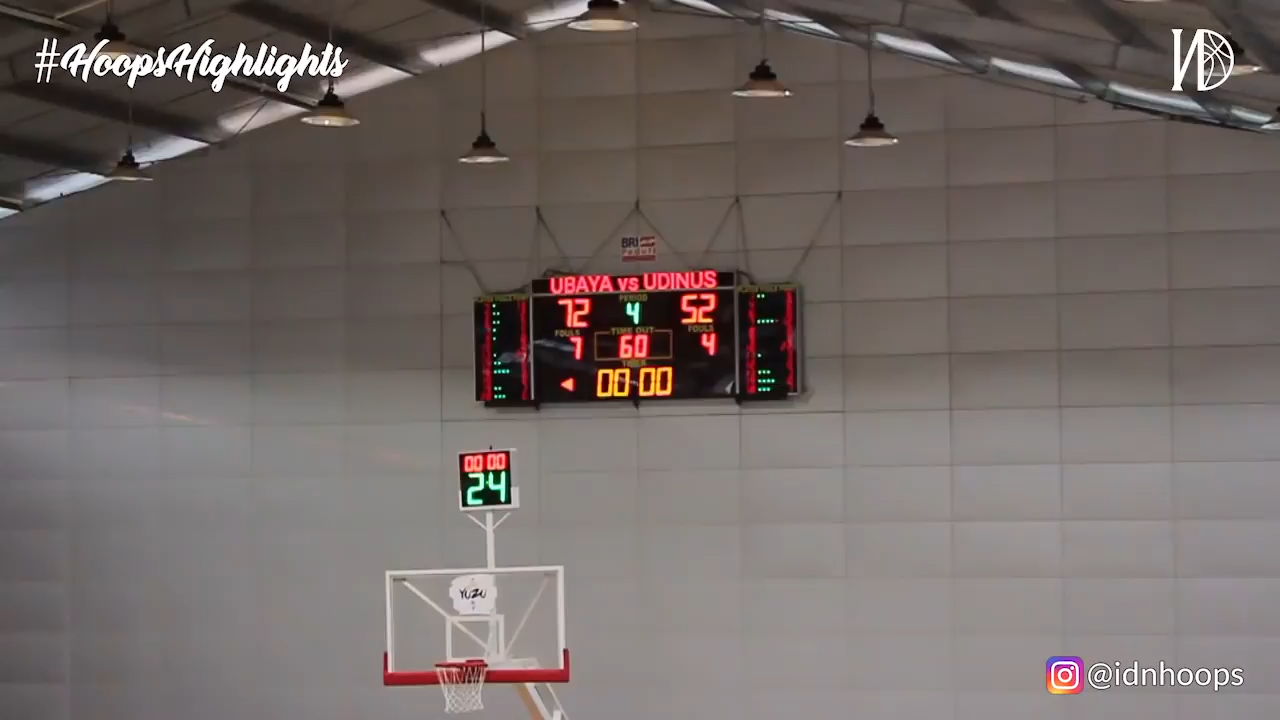 #HoopsHighlights
BRI
UBAYA vs UDINUS
PERIOD
72 4 52
FOULS TIME OUT FOULS
7 60 4
TIMER
00:00
00 00
24
YUZU
@idnhoops